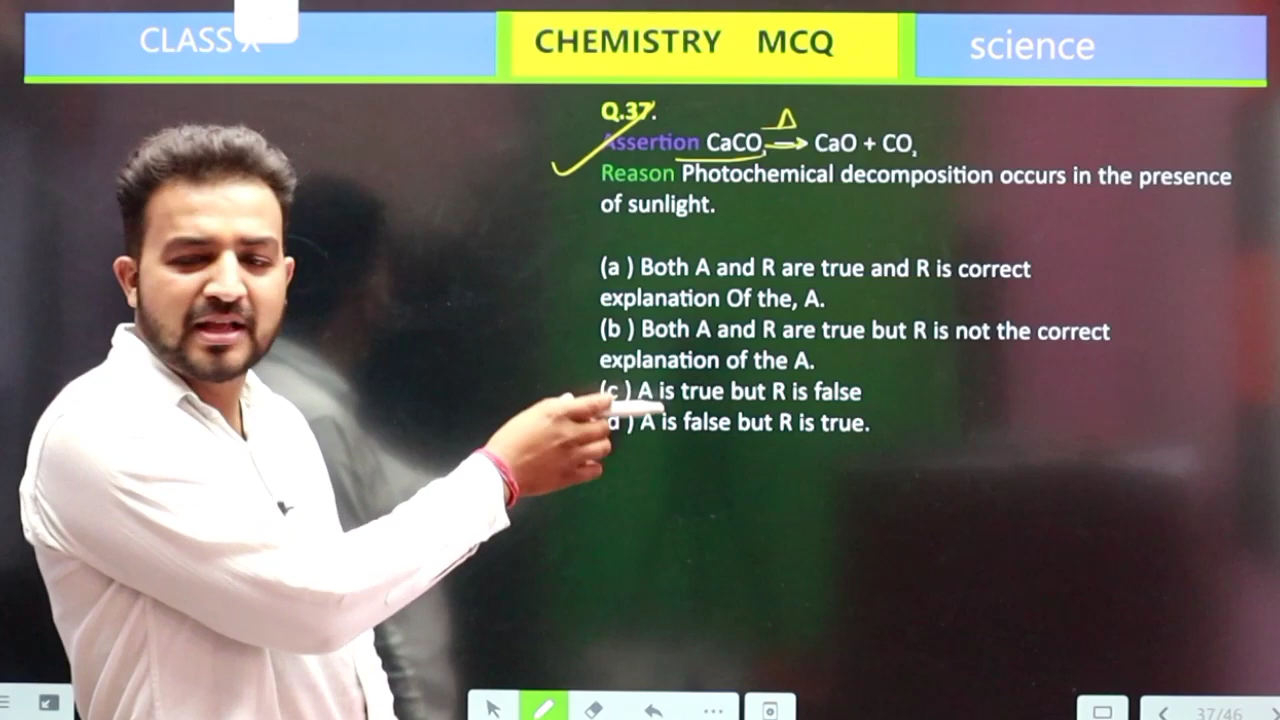 CLASS X
CHEMISTRY MCQ
science
Q.37.
Δ
Assertion CaCO₃ → CaO + CO₂
Reason Photochemical decomposition occurs in the presence
of sunlight.
(a ) Both A and R are true and R is correct
explanation Of the, A.
(b ) Both A and R are true but R is not the correct
explanation of the A.
(c ) A is true but R is false
d ) A is false but R is true.
37/46